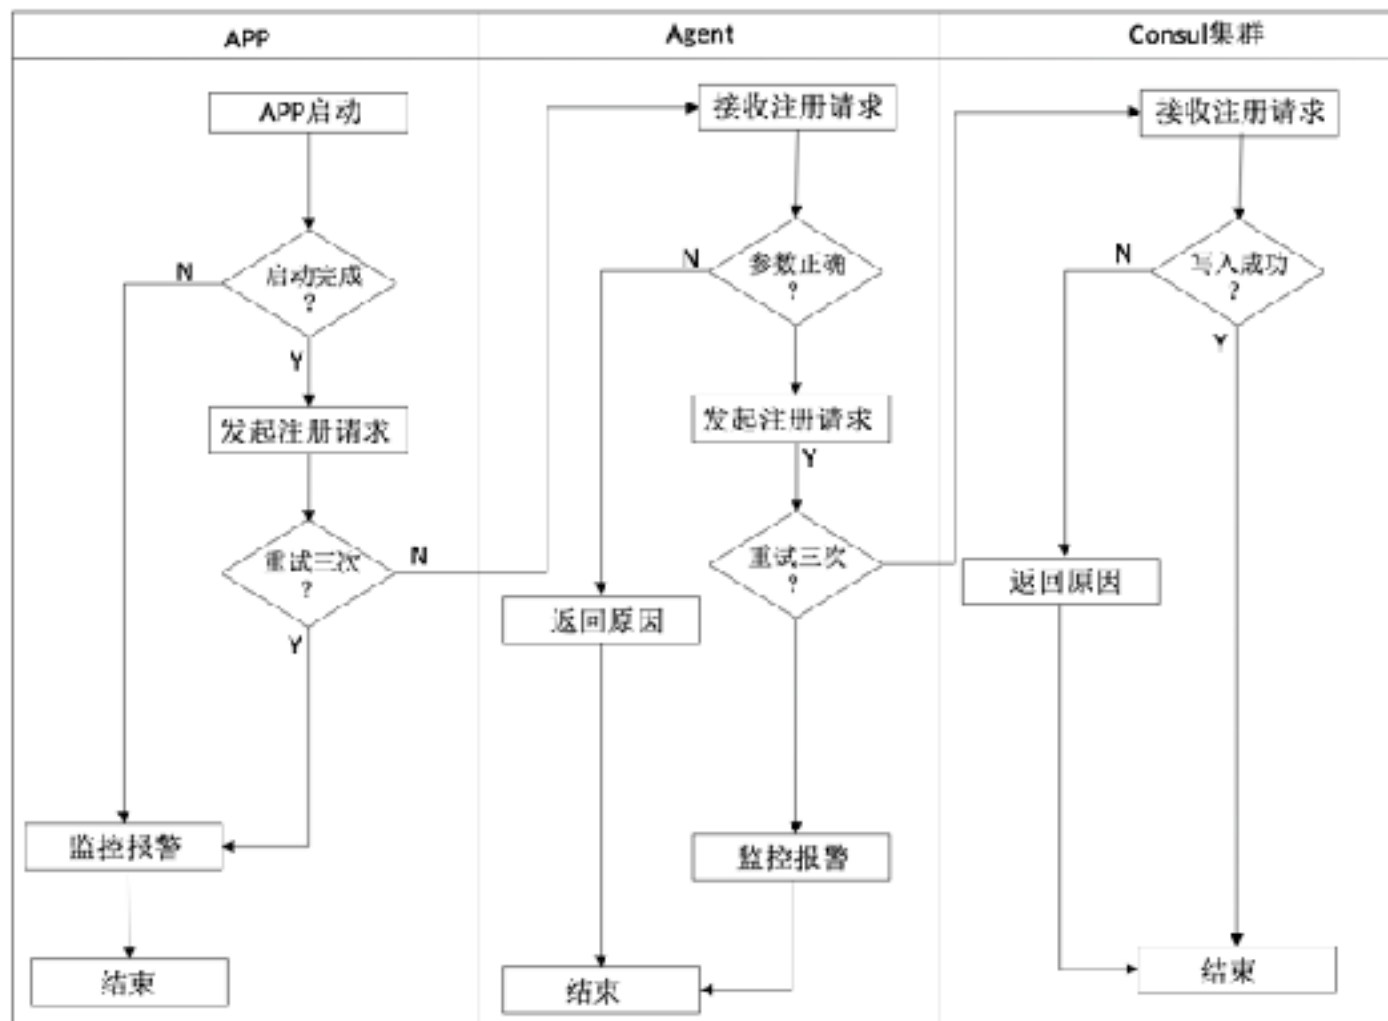 APP
Agent
Consul集群
APP启动
启动完成
?
N
Y
发起注册请求
重试三次
?
N
Y
监控报警
结束
接收注册请求
参数正确
?
N
发起注册请求
Y
重试三次
?
返回原因
监控报警
结束
接收注册请求
写入成功
?
N
Y
返回原因
结束